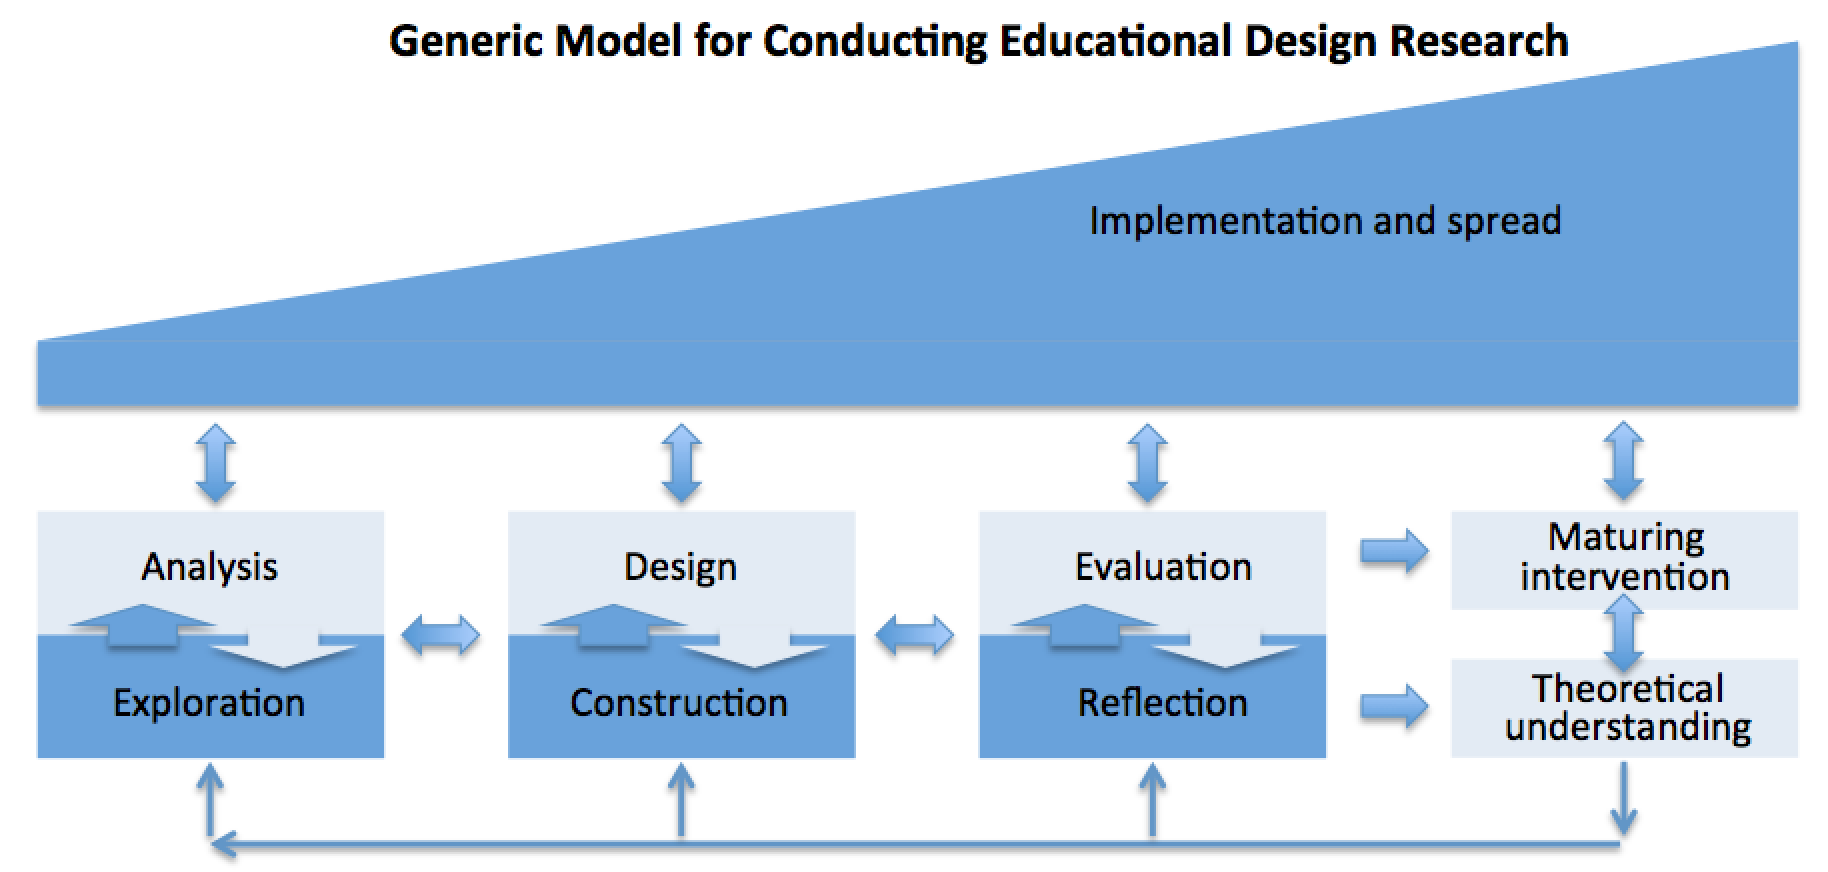 Generic Model for Conducting Educational Design Research
Implementation and spread
Analysis
Exploration
Design
Construction
Evaluation
Reflection
Maturing
intervention
Theoretical
understanding